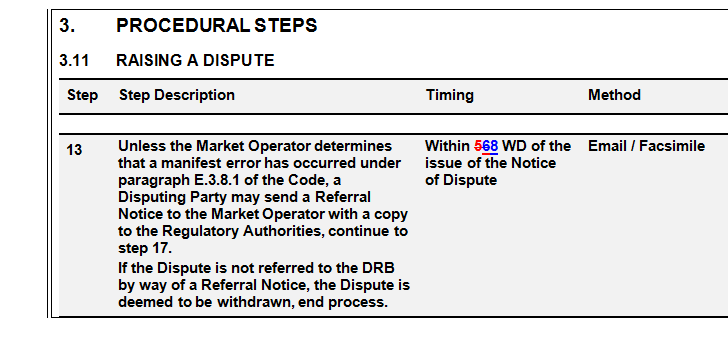 3. PROCEDURAL STEPS
3.11 RAISING A DISPUTE
Step Step Description Timing Method
13 Unless the Market Operator determines that a manifest error has occurred under paragraph E.3.8.1 of the Code, a Disputing Party may send a Referral Notice to the Market Operator with a copy to the Regulatory Authorities, continue to step 17.
If the Dispute is not referred to the DRB by way of a Referral Notice, the Dispute is deemed to be withdrawn, end process.
Within 568 WD of the issue of the Notice of Dispute
Email / Facsimile